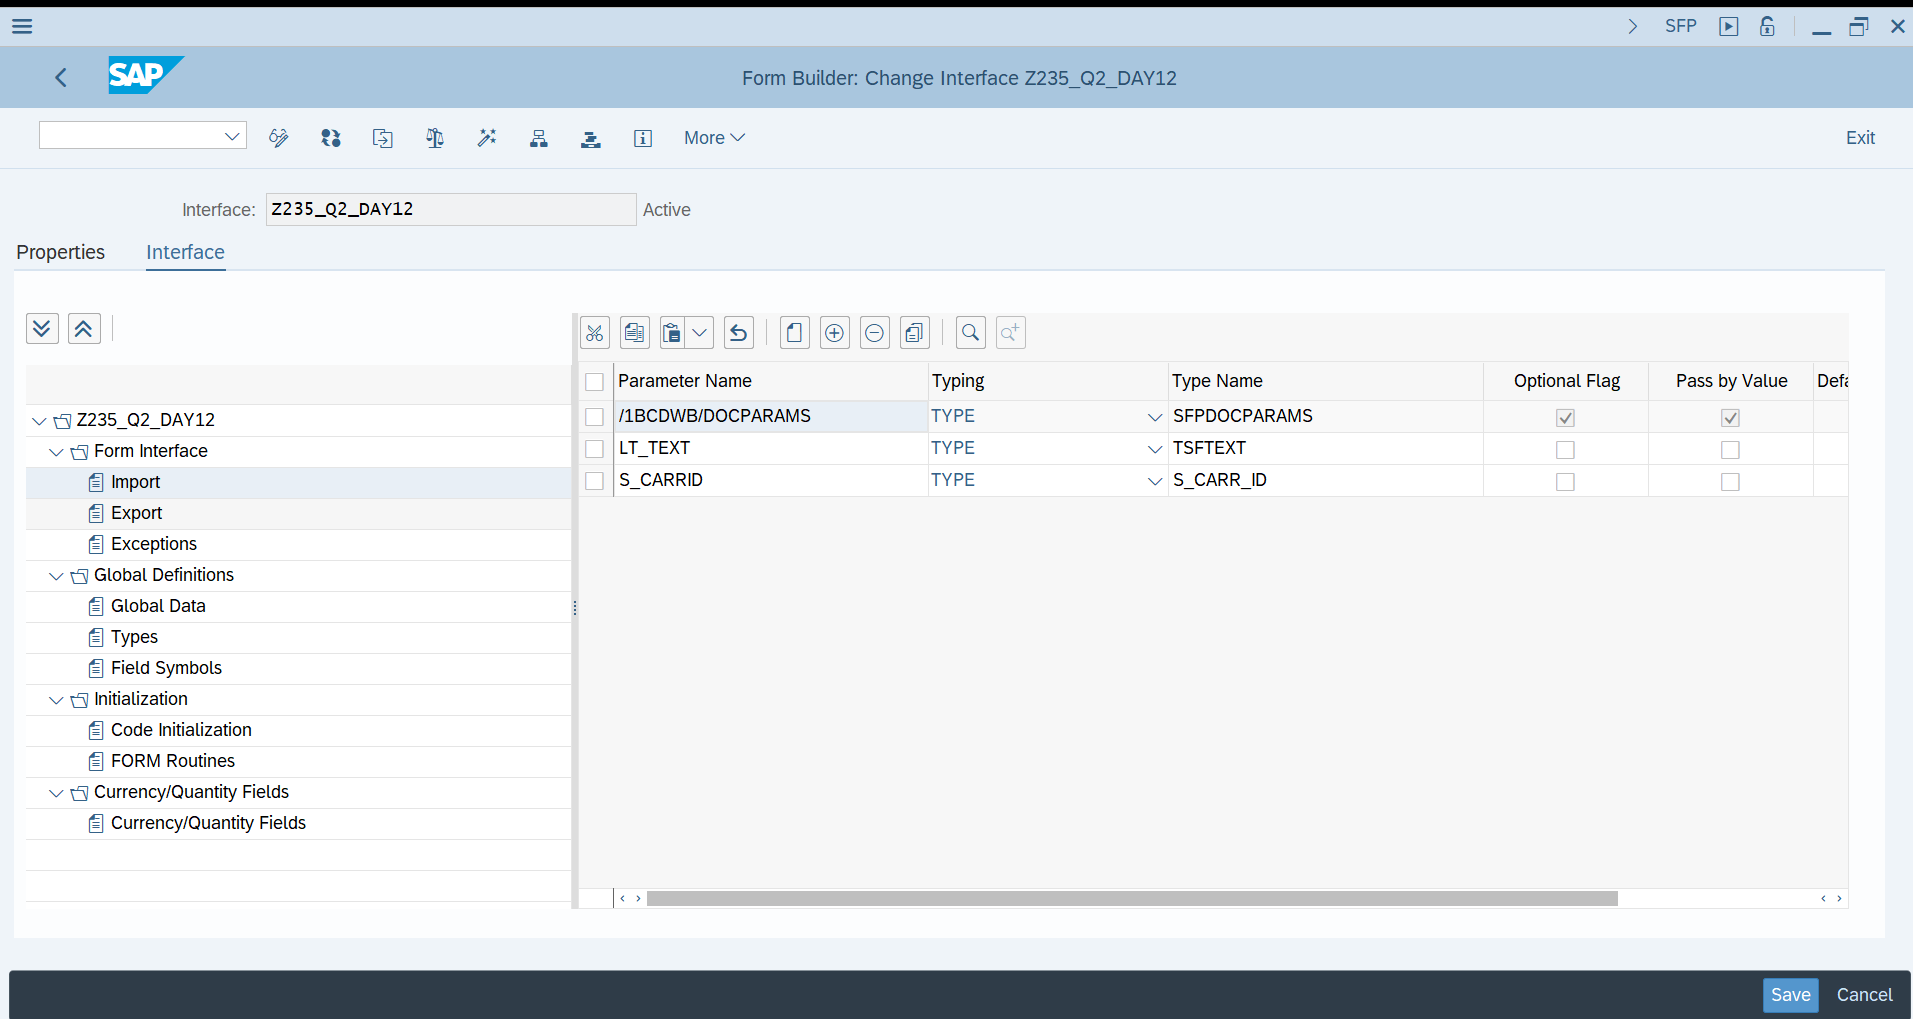 SFP
SAP
Form Builder: Change Interface Z235_Q2_DAY12
More
Exit
Interface: Z235_Q2_DAY12 Active
Properties Interface
Parameter Name Typing Type Name Optional Flag Pass by Value Defa
/1BCDWB/DOCPARAMS TYPE SFPDOCPARAMS
LT_TEXT TYPE TSFTEXT
S_CARRID TYPE S_CARR_ID
Z235_Q2_DAY12
Form Interface
Import
Export
Exceptions
Global Definitions
Global Data
Types
Field Symbols
Initialization
Code Initialization
FORM Routines
Currency/Quantity Fields
Currency/Quantity Fields
Save Cancel